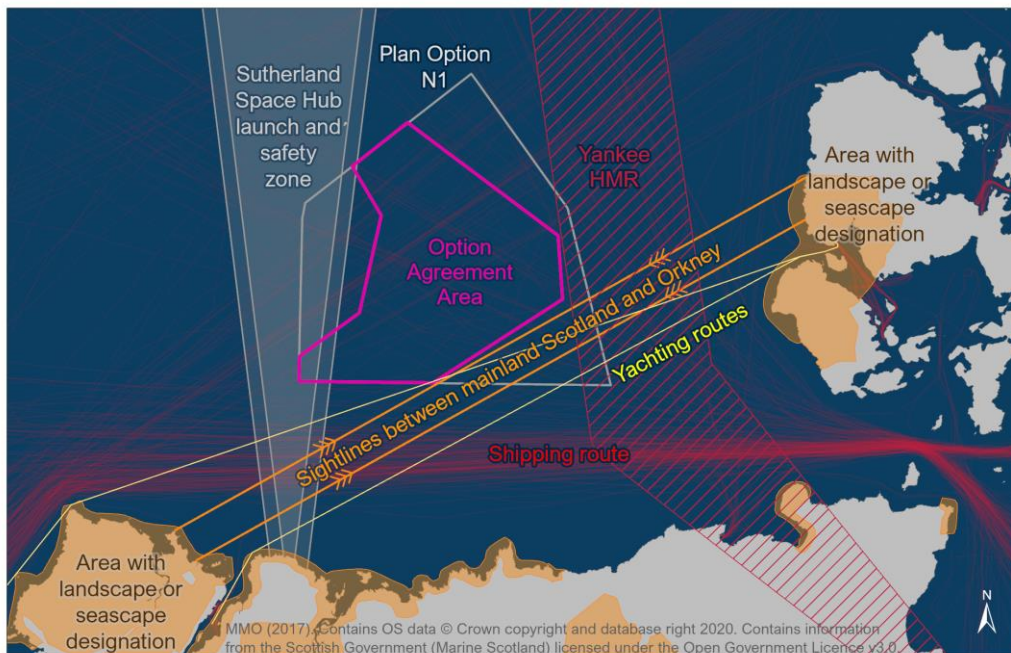 Plan Option
N1
Sutherland
Space Hub
launch and
safety
zone
Yankee
HMR
Area with
landscape or
seascape
designation
Option
Agreement
Area
Sightlines between mainland Scotland and Orkney
Yachting routes
Shipping route
Area with
landscape or
seascape
designation
N
MMO (2017). Contains OS data © Crown copyright and database right 2020. Contains information
from the Scottish Government (Marine Scotland) licensed under the Open Government Licence v3.0.